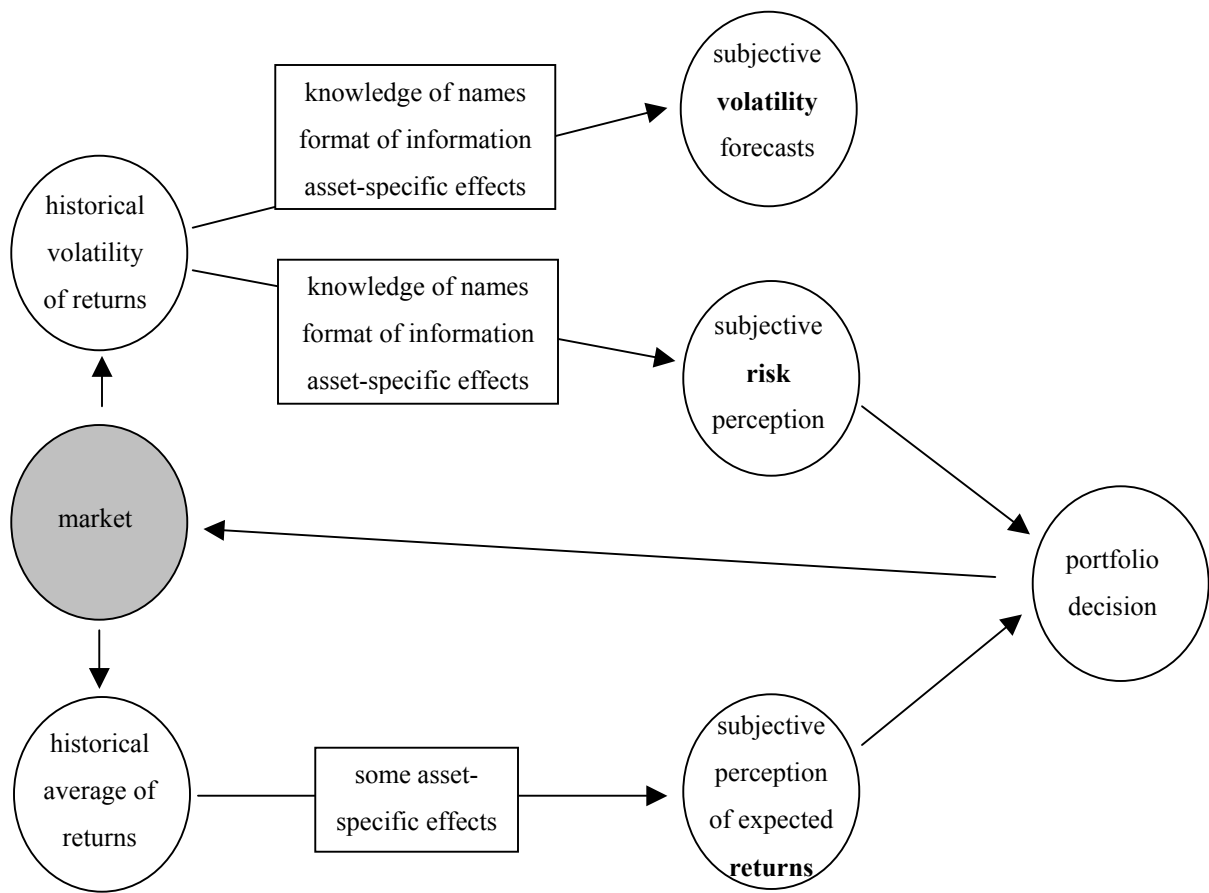 subjective
volatility
forecasts
knowledge of names
format of information
asset-specific effects
historical
volatility
of returns
knowledge of names
format of information
asset-specific effects
subjective
risk
perception
market
portfolio
decision
historical
average of
returns
some asset-
specific effects
subjective
perception
of expected
returns